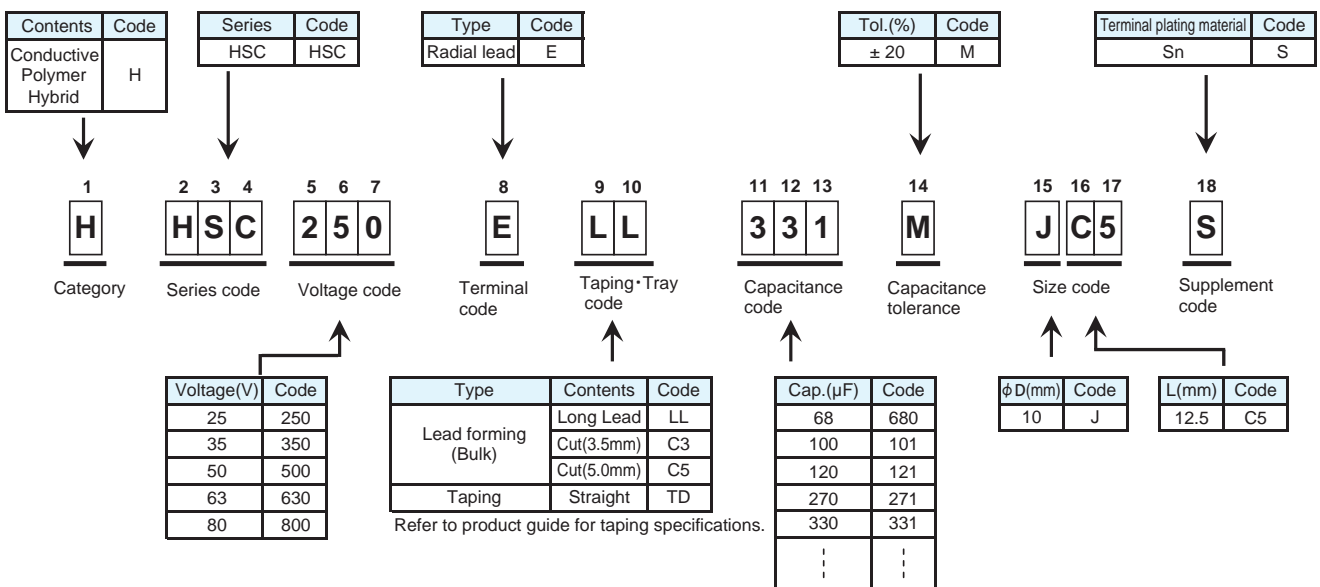 Contents Code
Conductive Polymer Hybrid H
Series Code
HSC HSC
Type Code
Radial lead E
Tol.(%) Code
± 20 M
Terminal plating material Code
Sn S
1 2 3 4 5 6 7 8 9 10 11 12 13 14 15 16 17 18
H H S C 2 5 0 E L L 3 3 1 M J C 5 S
Category
Series code
Voltage code
Terminal code
Taping・Tray code
Capacitance code
Capacitance tolerance
Size code
Supplement code
Voltage(V) Code
25 250
35 350
50 500
63 630
80 800
Type Contents Code
Lead forming (Bulk)
Long Lead LL
Cut(3.5mm) C3
Cut(5.0mm) C5
Taping Straight TD
Refer to product guide for taping specifications.
Cap.(µF) Code
68 680
100 101
120 121
270 271
330 331
φD(mm) Code
10 J
L(mm) Code
12.5 C5